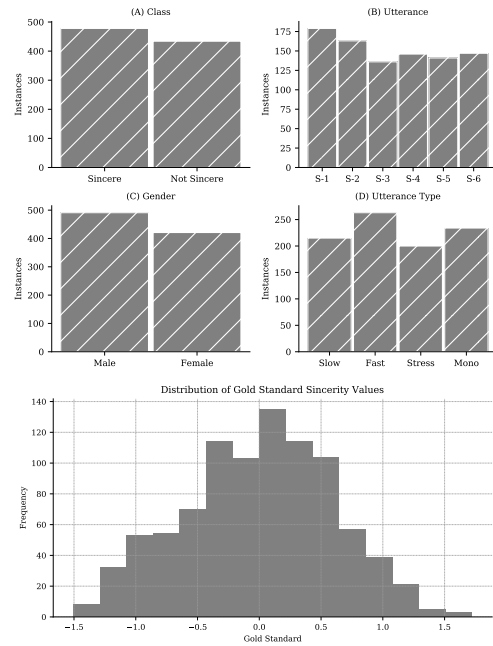 (A) Class
500
400
300
200
100
0
Instances
Sincere Not Sincere
(B) Utterance
175
150
125
100
75
50
25
0
Instances
S-1 S-2 S-3 S-4 S-5 S-6
(C) Gender
500
400
300
200
100
0
Instances
Male Female
(D) Utterance Type
250
200
150
100
50
0
Instances
Slow Fast Stress Mono
Distribution of Gold Standard Sincerity Values
140
120
100
80
60
40
20
0
Frequency
−1.5 −1.0 −0.5 0.0 0.5 1.0 1.5
Gold Standard